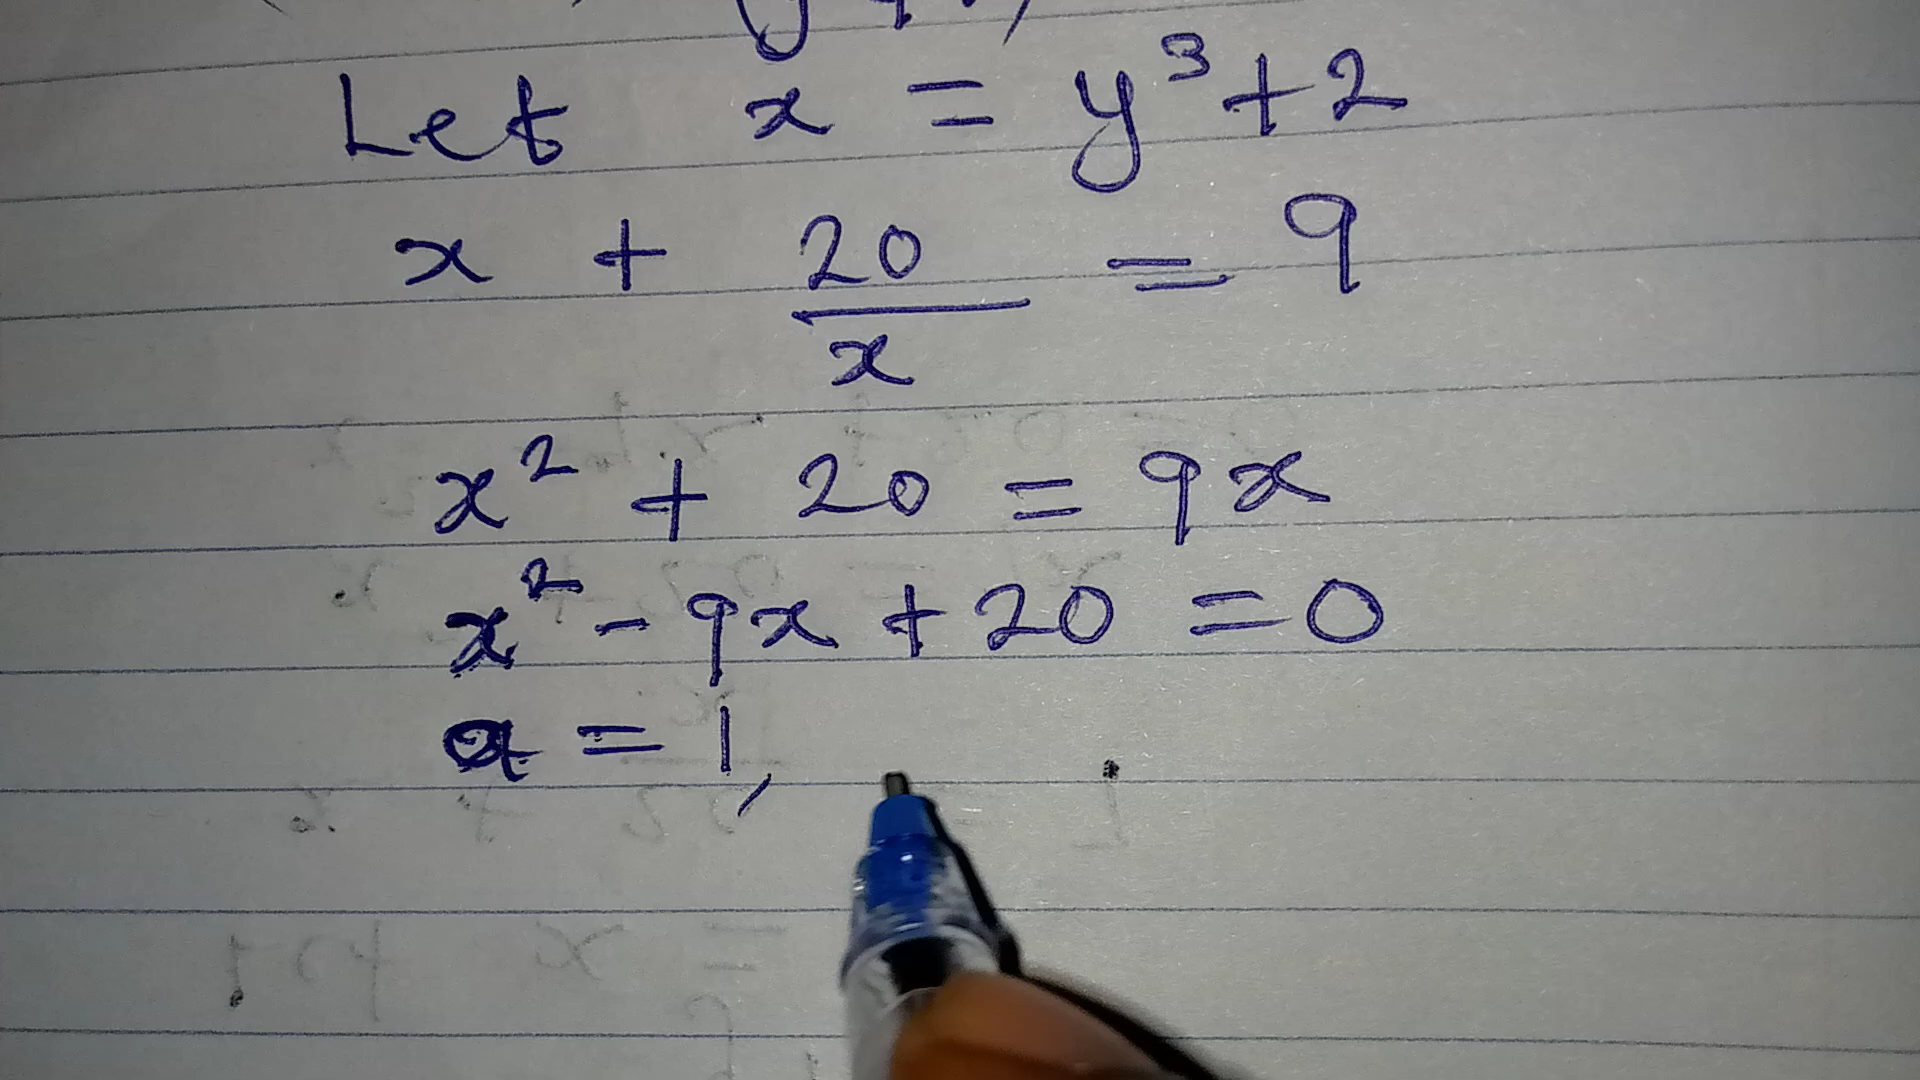 Let x = y³+2
x + 20/x = 9
x² + 20 = 9x
x² - 9x + 20 = 0
a = 1,